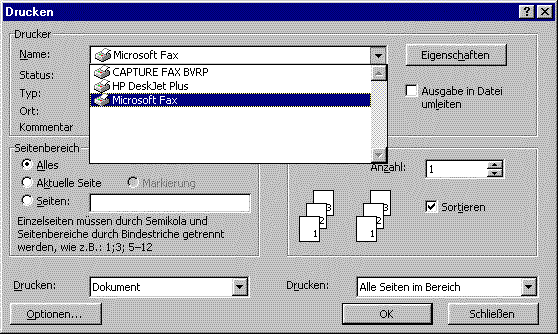 Drucken
Drucker
Name:
Microsoft Fax
Eigenschaften
CAPTURE FAX BVRP
HP DeskJet Plus
Microsoft Fax
Status:
Typ:
Ort:
Kommentar
Ausgabe in Datei
umleiten
Seitenbereich
Alles
Aktuelle Seite
Markierung
Seiten:
Einzelseiten müssen durch Semikola und
Seitenbereiche durch Bindestriche getrennt
werden, wie z.B.: 1;3; 5–12
Anzahl:
1
3
2
1
3
2
1
Sortieren
Drucken:
Dokument
Drucken:
Alle Seiten im Bereich
Optionen...
OK
Schließen